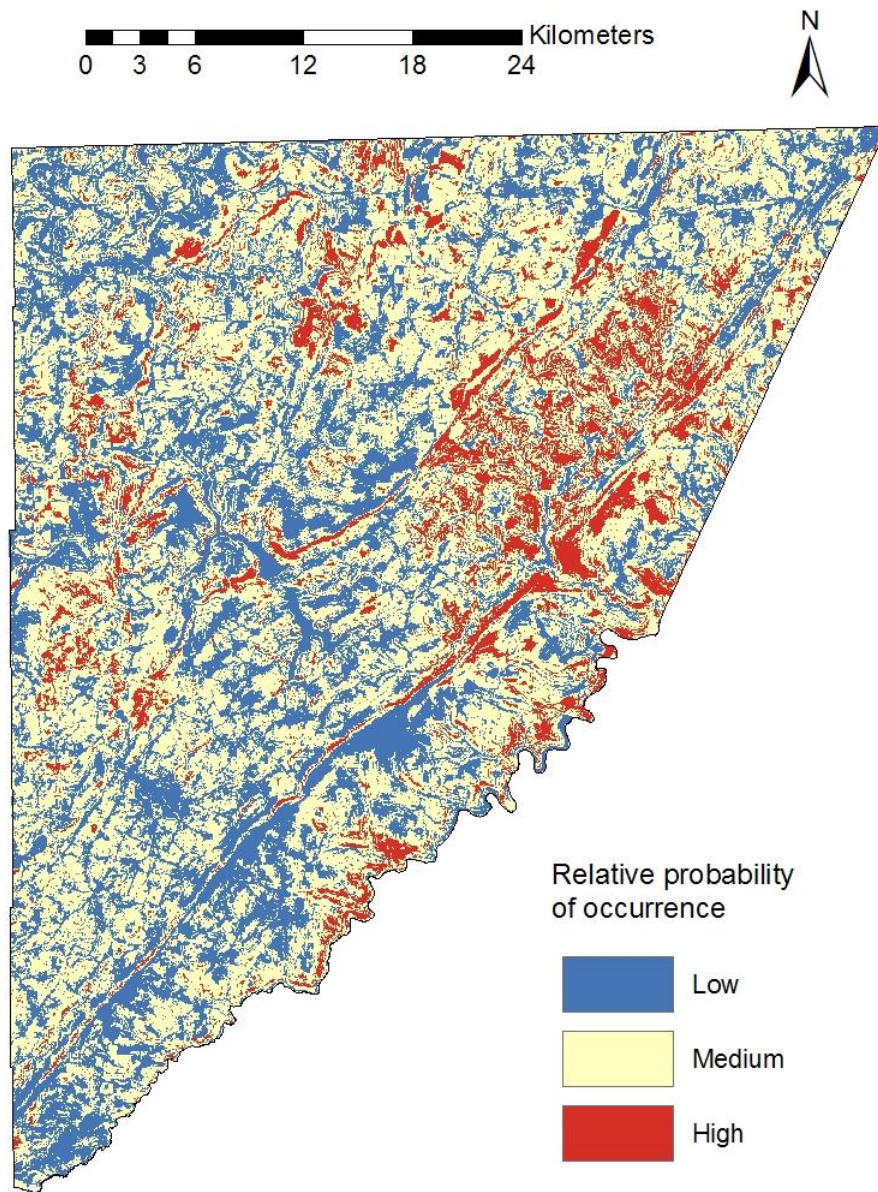 N
Kilometers
0 3 6 12 18 24
Relative probability
of occurrence
Low
Medium
High